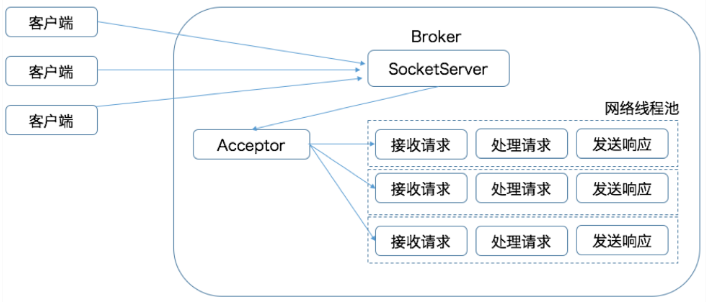 客户端
客户端
客户端
Broker
SocketServer
Acceptor
网络线程池
接收请求 处理请求 发送响应
接收请求 处理请求 发送响应
接收请求 处理请求 发送响应